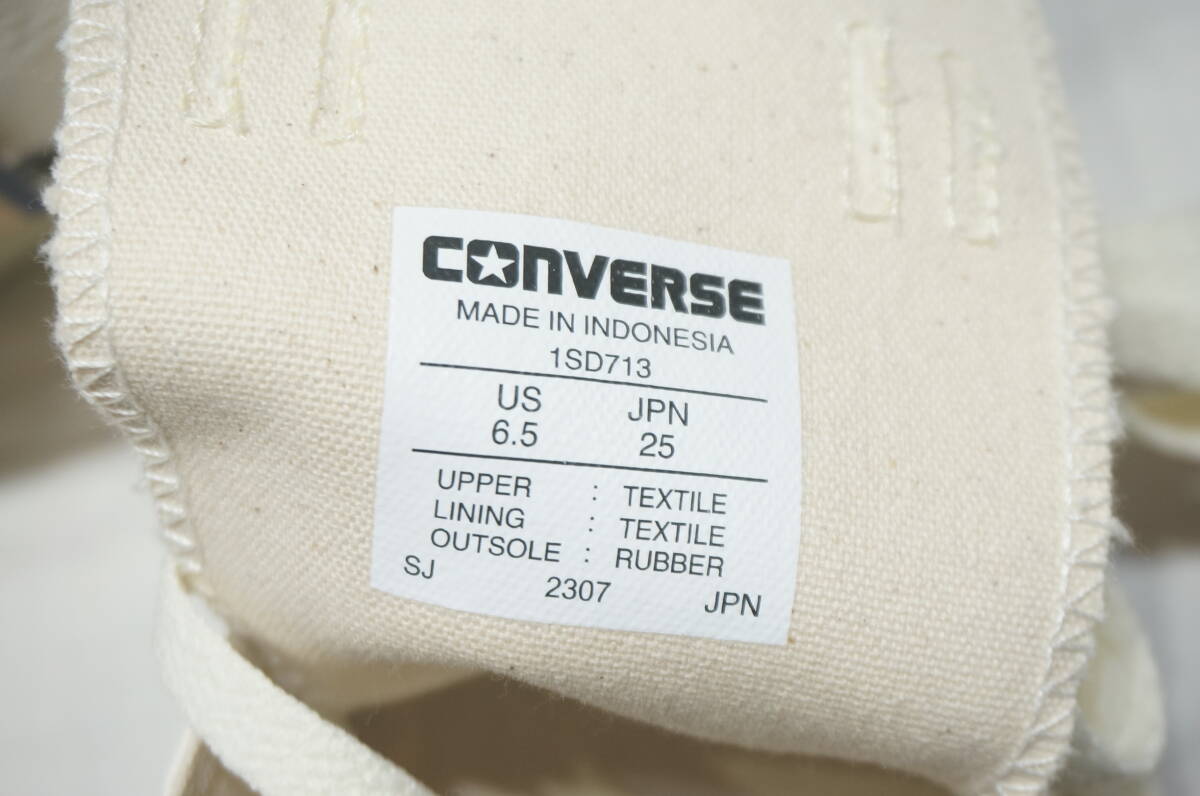 CONVERSE
MADE IN INDONESIA
1SD713
US JPN
6.5 25
UPPER : TEXTILE
LINING : TEXTILE
OUTSOLE : RUBBER
SJ 2307 JPN